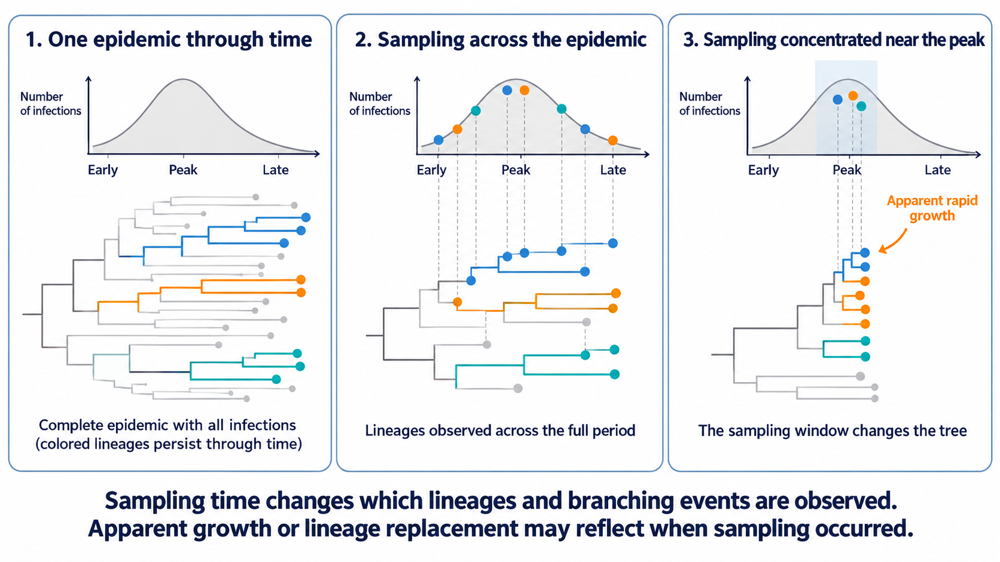 1. One epidemic through time
Number
of infections
Early
Peak
Late
Complete epidemic with all infections
(colored lineages persist through time)
2. Sampling across the epidemic
Number
of infections
Early
Peak
Late
Lineages observed across the full period
3. Sampling concentrated near the peak
Number
of infections
Early
Peak
Late
Apparent rapid
growth
The sampling window changes the tree
Sampling time changes which lineages and branching events are observed.
Apparent growth or lineage replacement may reflect when sampling occurred.